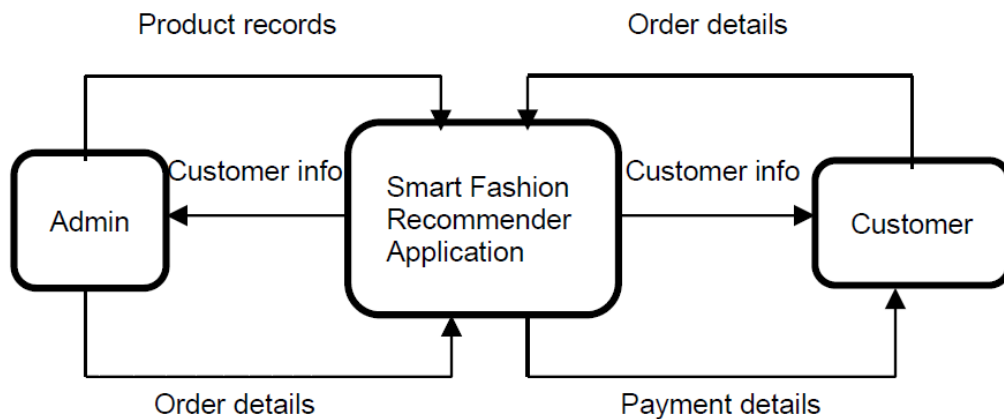 Product records
Order details
Customer info
Customer info
Admin
Smart Fashion
Recommender
Application
Customer
Order details
Payment details